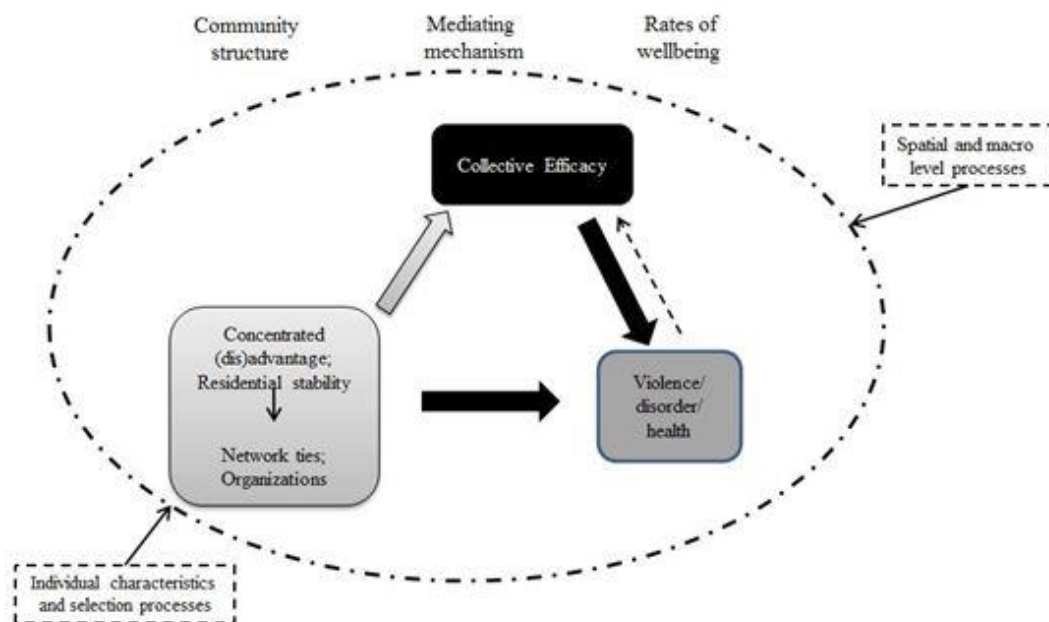 Community
structure
Mediating
mechanism
Rates of
wellbeing
Collective Efficacy
Spatial and macro
level processes
Concentrated
(dis)advantage;
Residential stability
Network ties;
Organizations
Violence/
disorder/
health
Individual characteristics
and selection processes